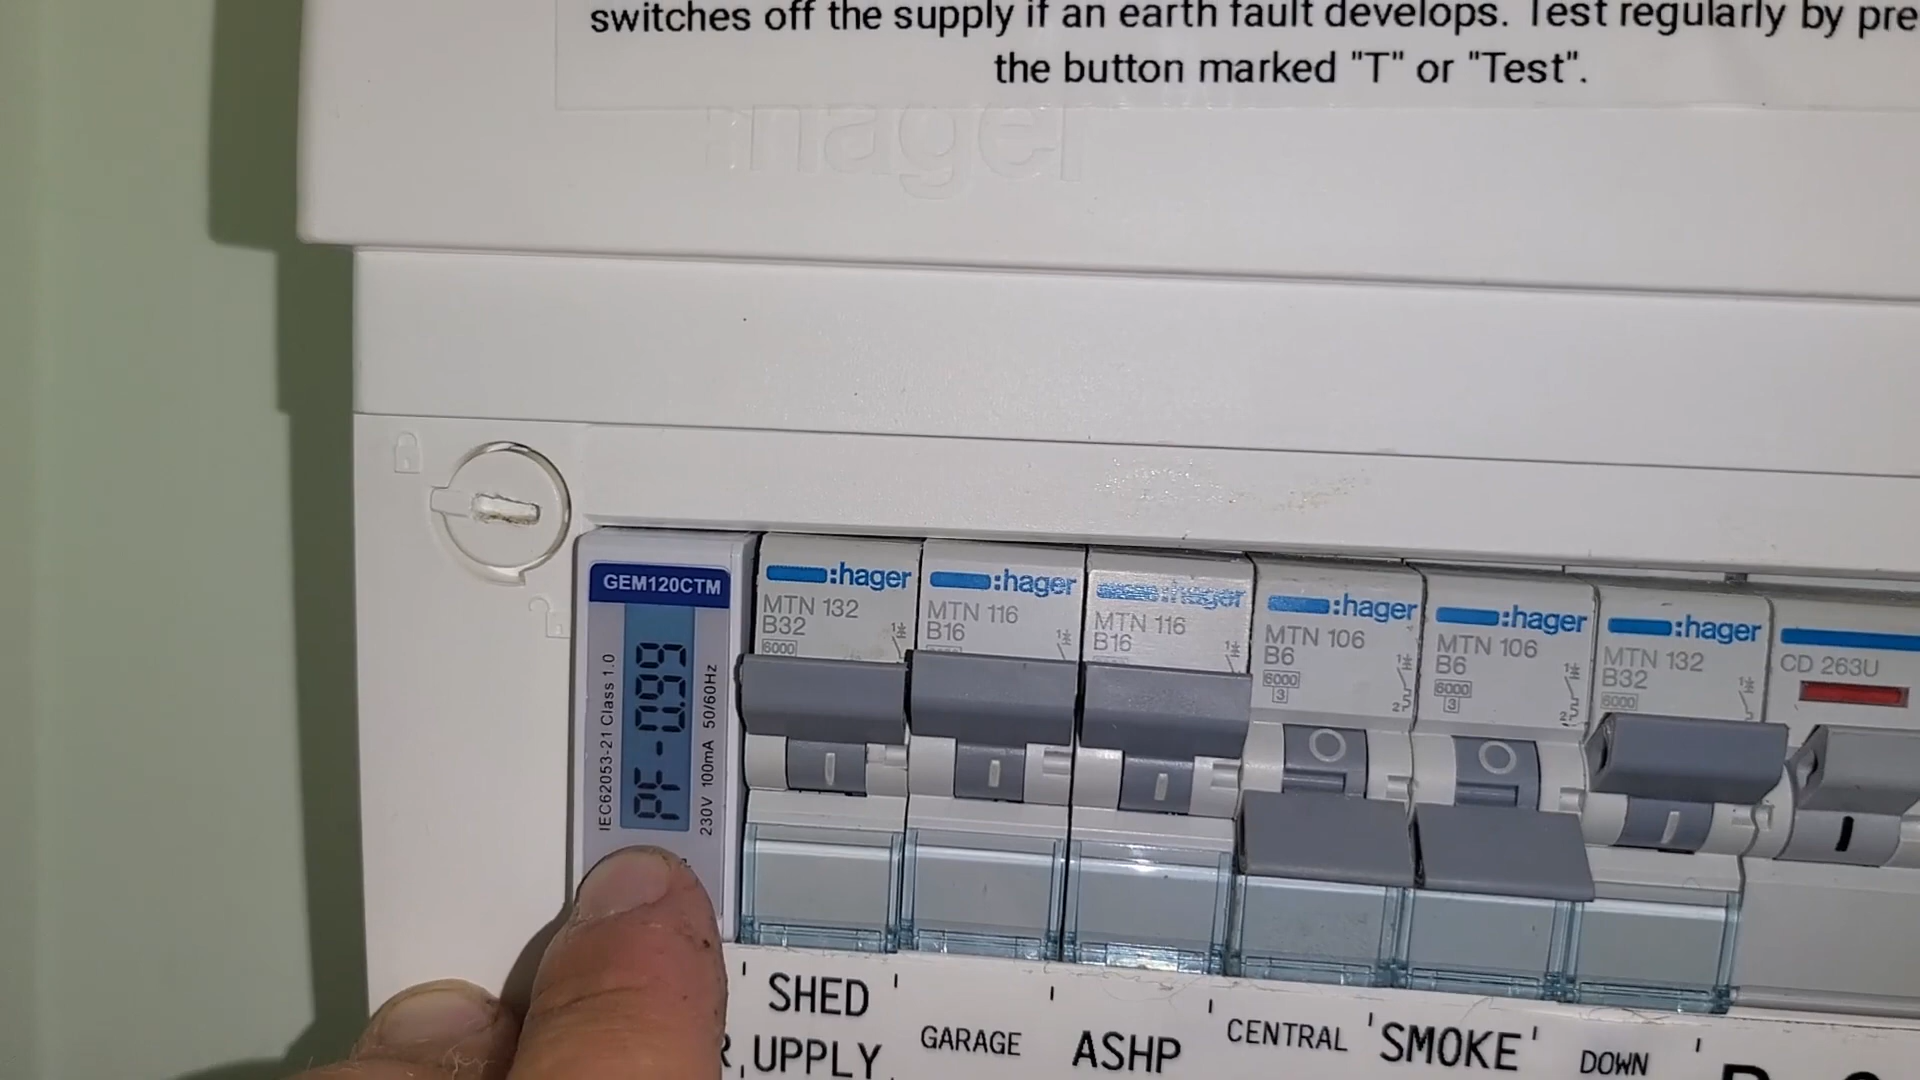 switches off the supply if an earth fault develops. Test regularly by pre
the button marked "T" or "Test".
hager
GEM120CTM
IEC62053-21 Class 1.0
PF-0.99
230V 100mA 50/60Hz
:hager
MTN 132
B32
6000
:hager
MTN 116
B16
:hager
MTN 116
B16
:hager
MTN 106
B6
6000
3
:hager
MTN 106
B6
6000
3
:hager
MTN 132
B32
6000
CD 263U
SHED
UPPLY
GARAGE
ASHP
CENTRAL
SMOKE
DOWN